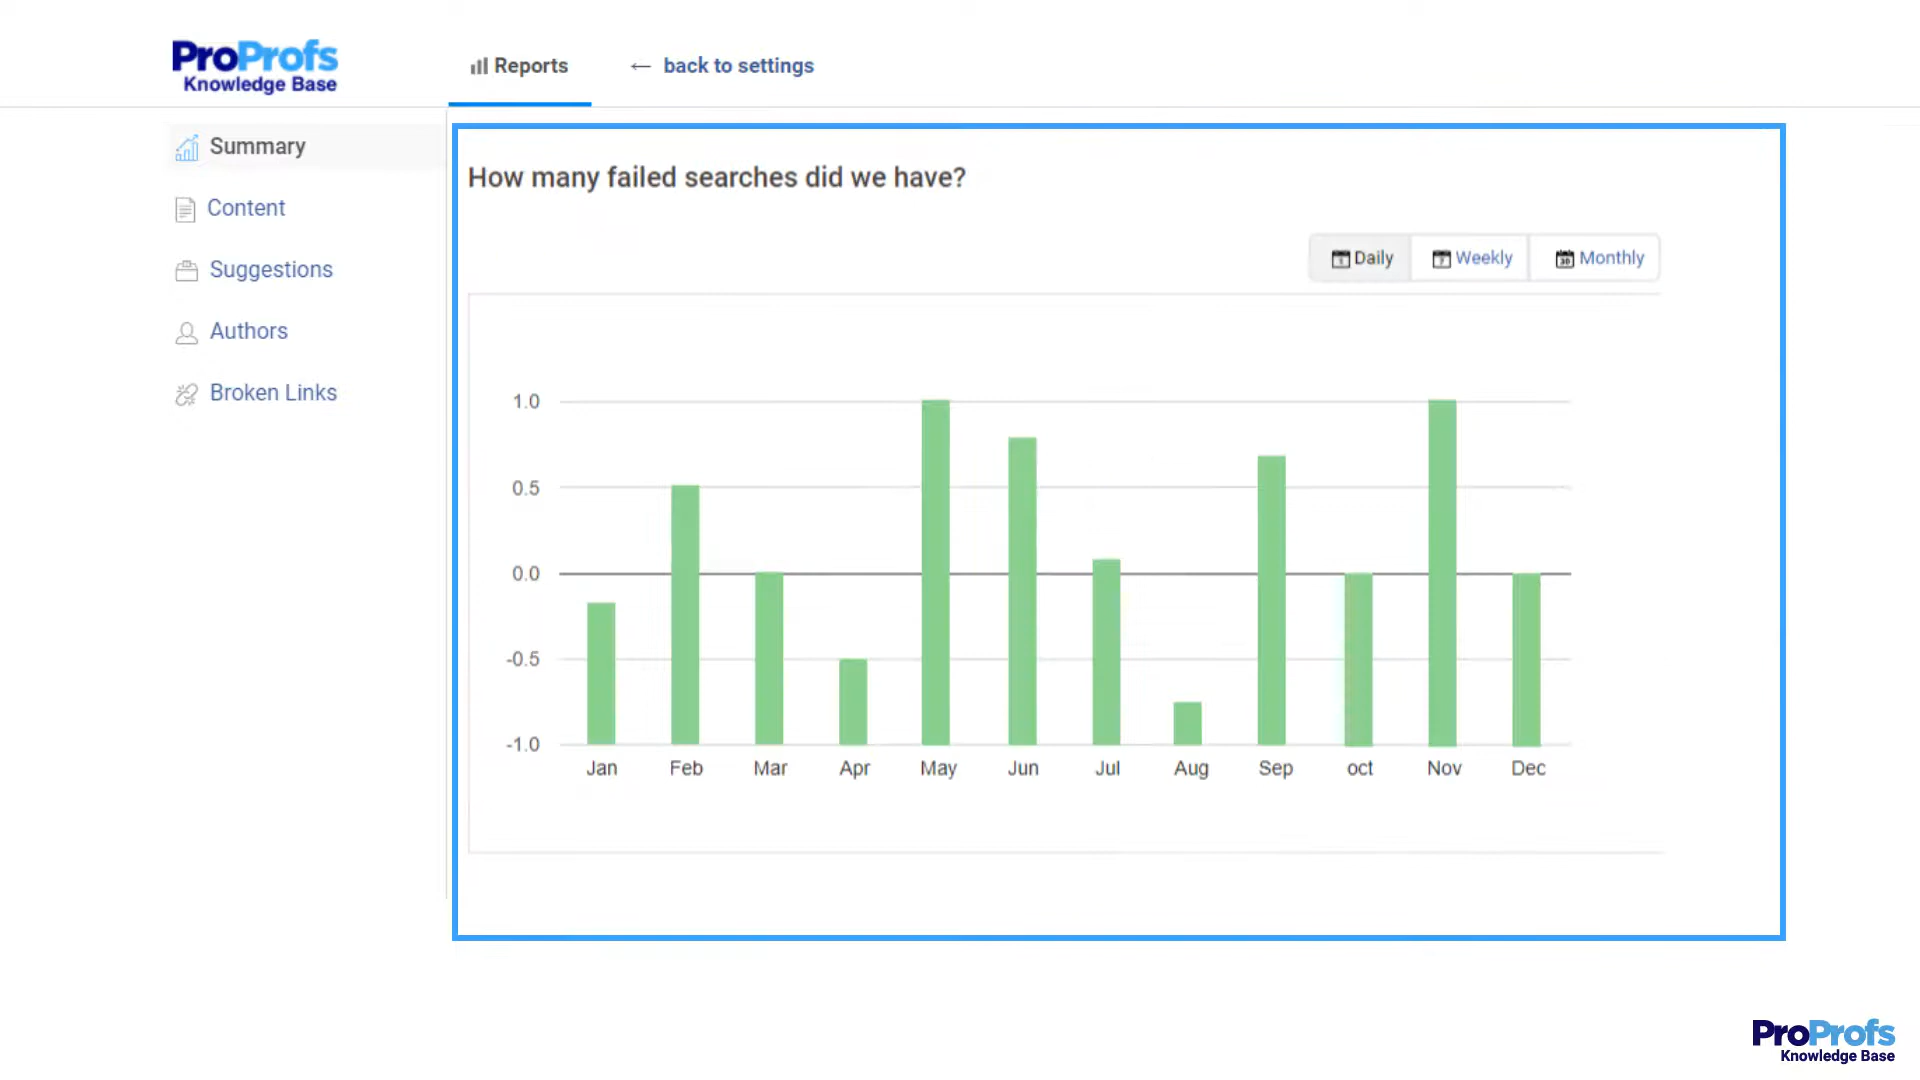 ProProfs
Knowledge Base
Reports
← back to settings
Summary
Content
Suggestions
Authors
Broken Links
How many failed searches did we have?
Daily Weekly Monthly
1.0
0.5
0.0
-0.5
-1.0
Jan Feb Mar Apr May Jun Jul Aug Sep oct Nov Dec
ProProfs
Knowledge Base